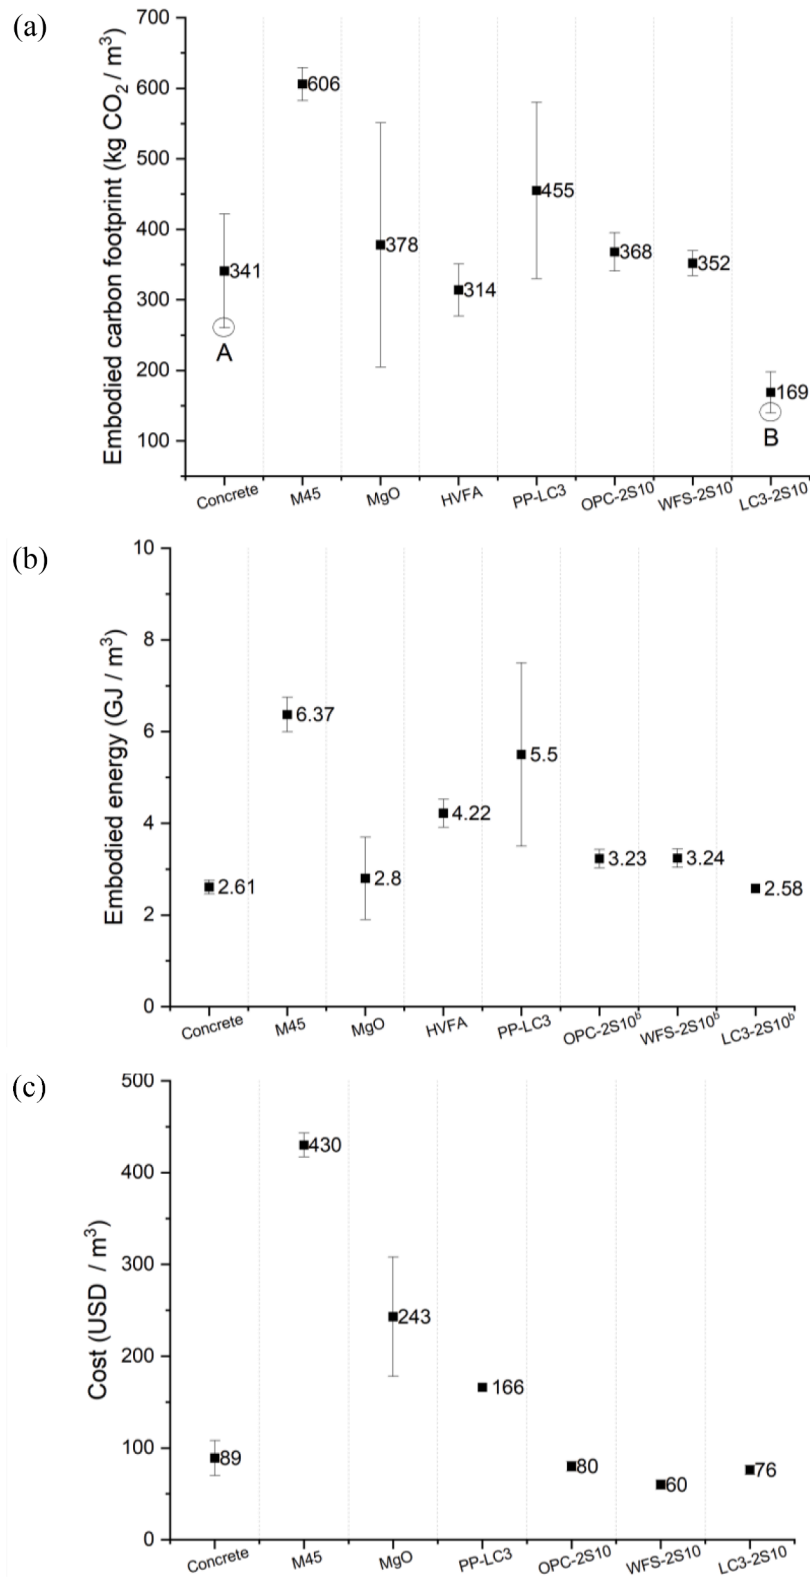 (a)
Embodied carbon footprint (kg CO₂ / m³)
700
600
500
400
300
200
100
341
606
378
314
455
368
352
169
A
B
Concrete
M45
MgO
HVFA
PP-LC3
OPC-2S10
WFS-2S10
LC3-2S10
(b)
Embodied energy (GJ / m³)
10
8
6
4
2
0
2.61
6.37
2.8
4.22
5.5
3.23
3.24
2.58
Concrete
M45
MgO
HVFA
PP-LC3
OPC-2S10ᵇ
WFS-2S10ᵇ
LC3-2S10ᵇ
(c)
Cost (USD / m³)
500
400
300
200
100
0
89
430
243
166
80
60
76
Concrete
M45
MgO
PP-LC3
OPC-2S10
WFS-2S10
LC3-2S10